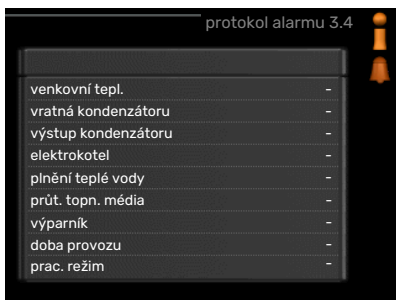 protokol alarmu 3.4
venkovní tepl. -
vratná kondenzátoru -
výstup kondenzátoru -
elektrokotel -
plnění teplé vody -
průt. topn. média -
výparník -
doba provozu -
prac. režim -